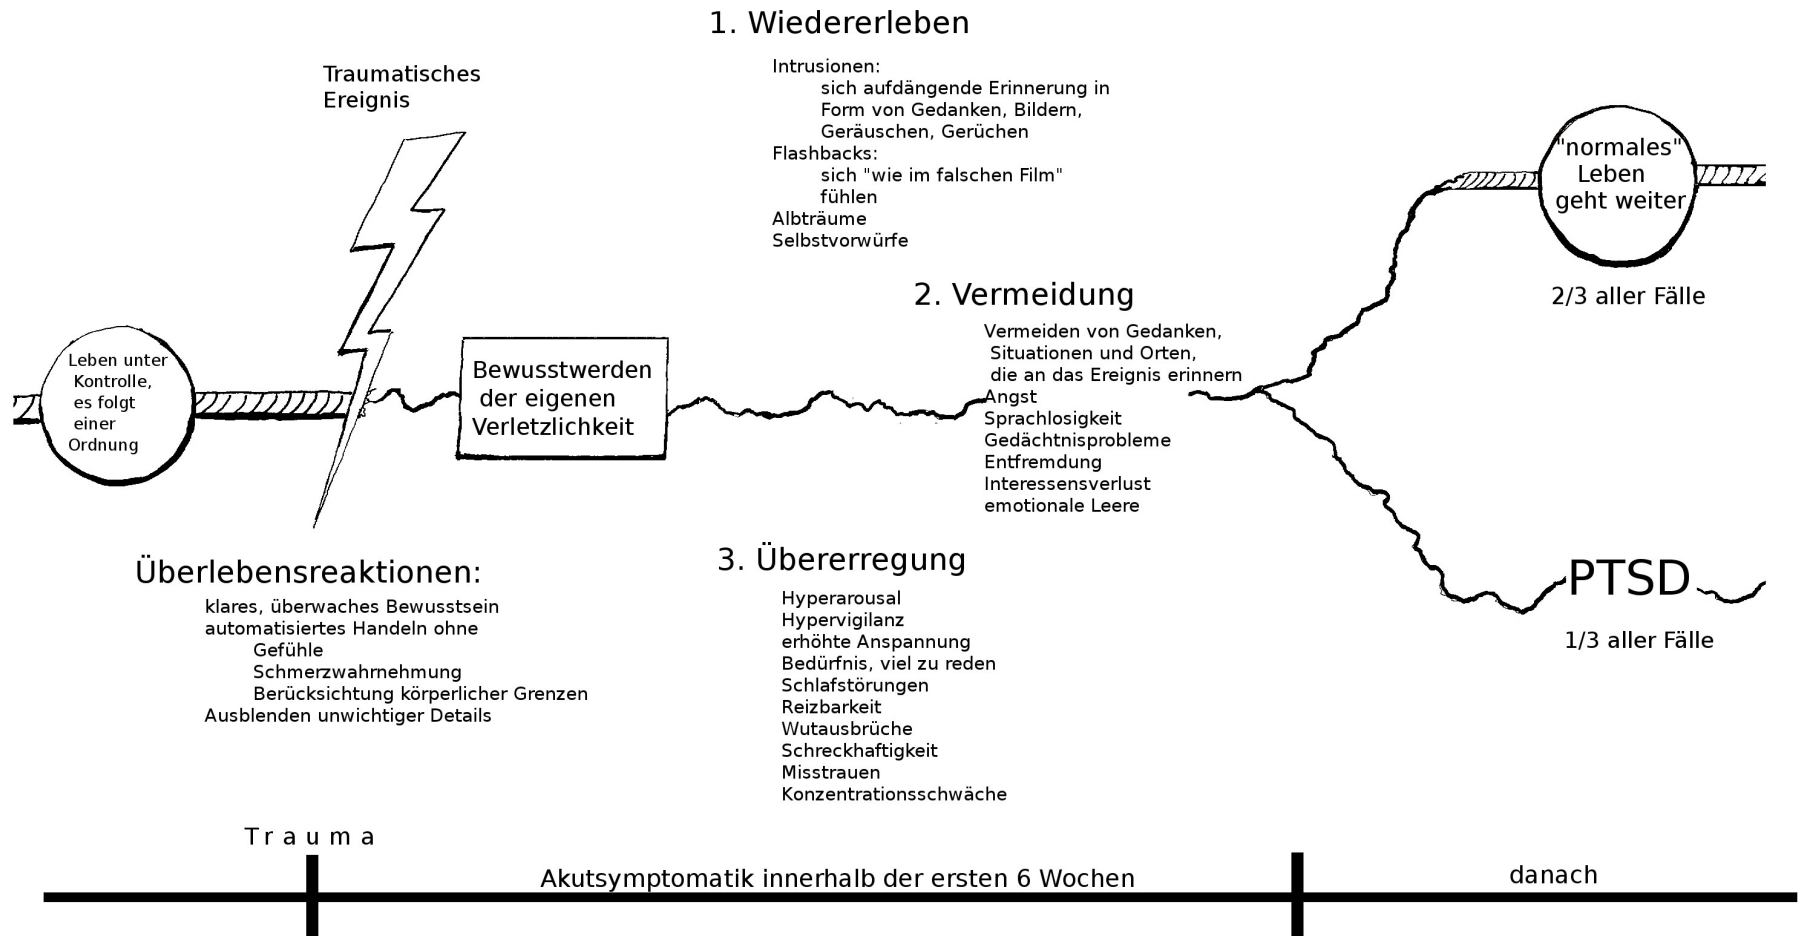 1. Wiedererleben
Intrusionen:
sich aufdängende Erinnerung in
Form von Gedanken, Bildern,
Geräuschen, Gerüchen
Flashbacks:
sich "wie im falschen Film"
fühlen
Albträume
Selbstvorwürfe
Traumatisches
Ereignis
"normales"
Leben
geht weiter
2/3 aller Fälle
2. Vermeidung
Vermeiden von Gedanken,
Situationen und Orten,
die an das Ereignis erinnern
Angst
Sprachlosigkeit
Gedächtnisprobleme
Entfremdung
Interessensverlust
emotionale Leere
Leben unter
Kontrolle,
es folgt
einer
Ordnung
Bewusstwerden
der eigenen
Verletzlichkeit
Überlebensreaktionen:
klares, überwaches Bewusstsein
automatisiertes Handeln ohne
Gefühle
Schmerzwahrnehmung
Berücksichtung körperlicher Grenzen
Ausblenden unwichtiger Details
3. Übererregung
Hyperarousal
Hypervigilanz
erhöhte Anspannung
Bedürfnis, viel zu reden
Schlafstörungen
Reizbarkeit
Wutausbrüche
Schreckhaftigkeit
Misstrauen
Konzentrationsschwäche
PTSD
1/3 aller Fälle
Trauma
Akutsymptomatik innerhalb der ersten 6 Wochen
danach